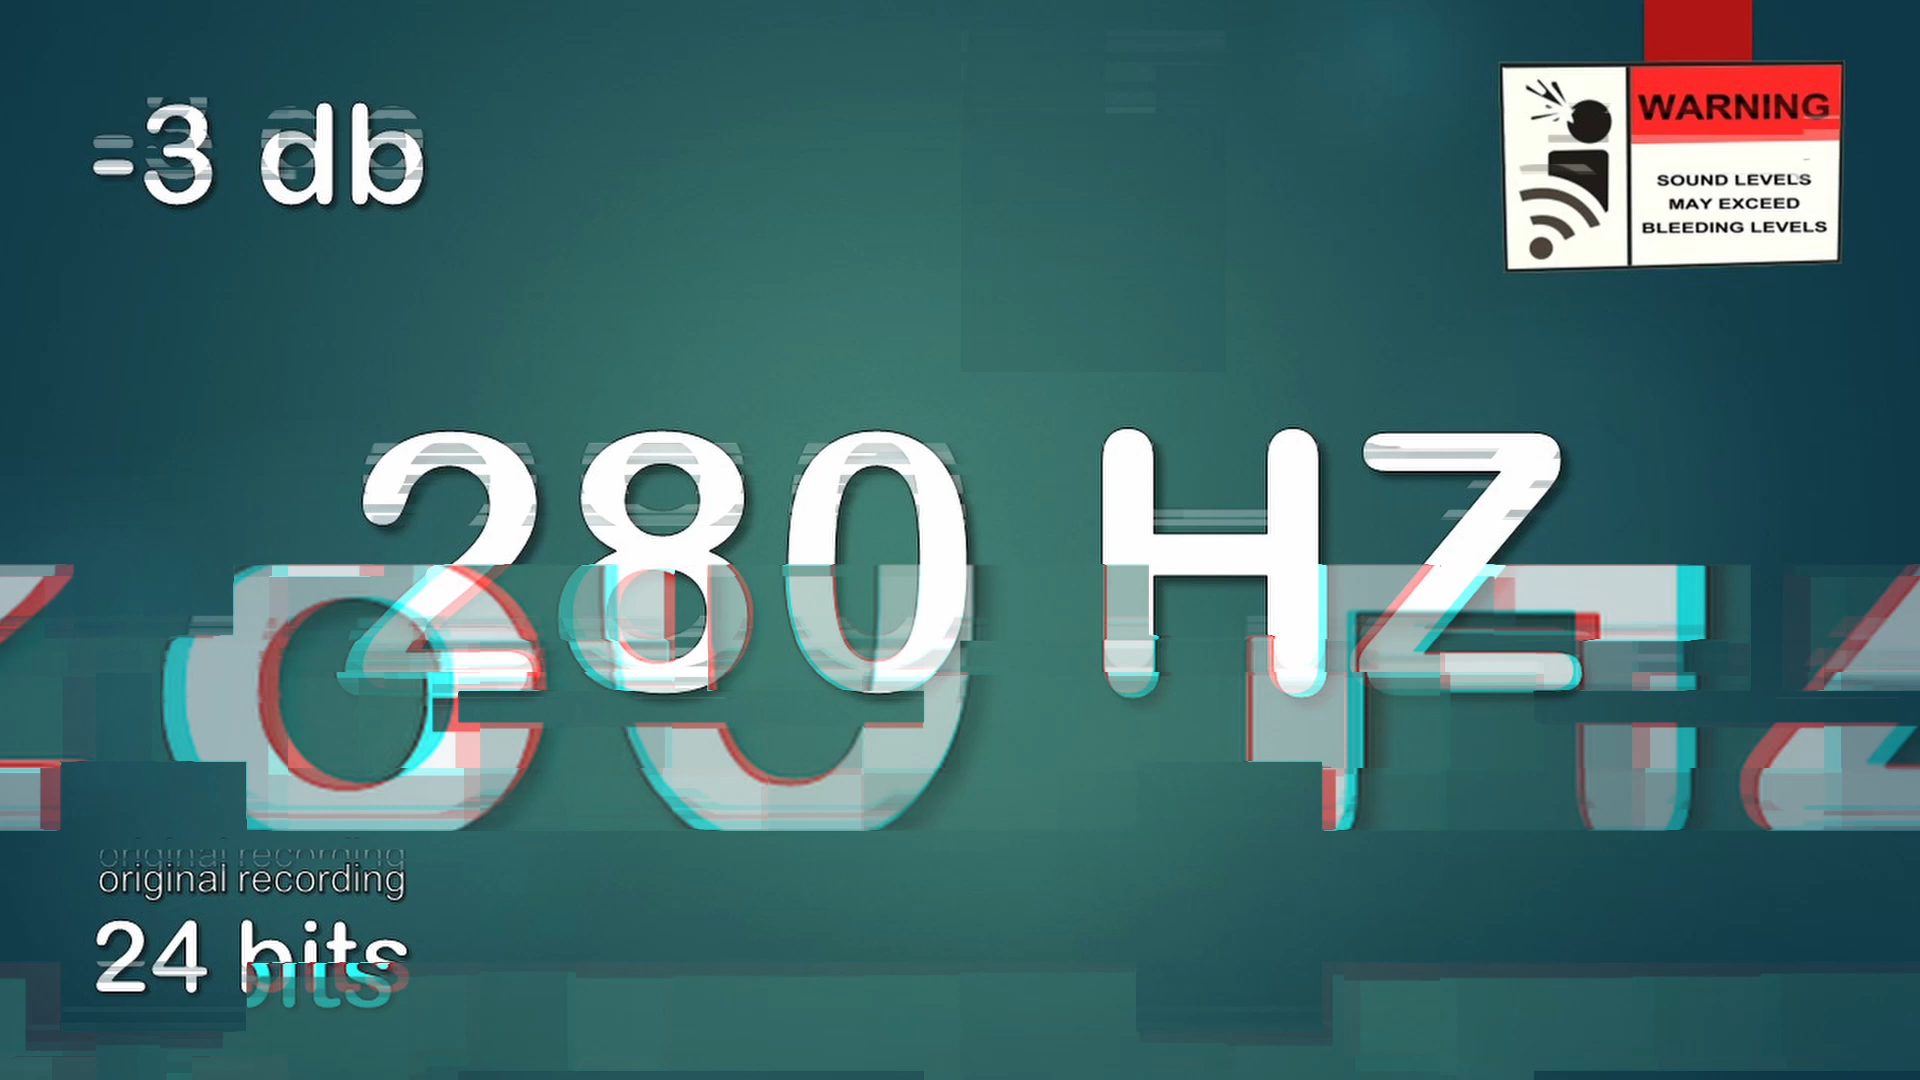 -3 db
WARNING
SOUND LEVELS
MAY EXCEED
BLEEDING LEVELS
280 HZ
original recording
24 bits